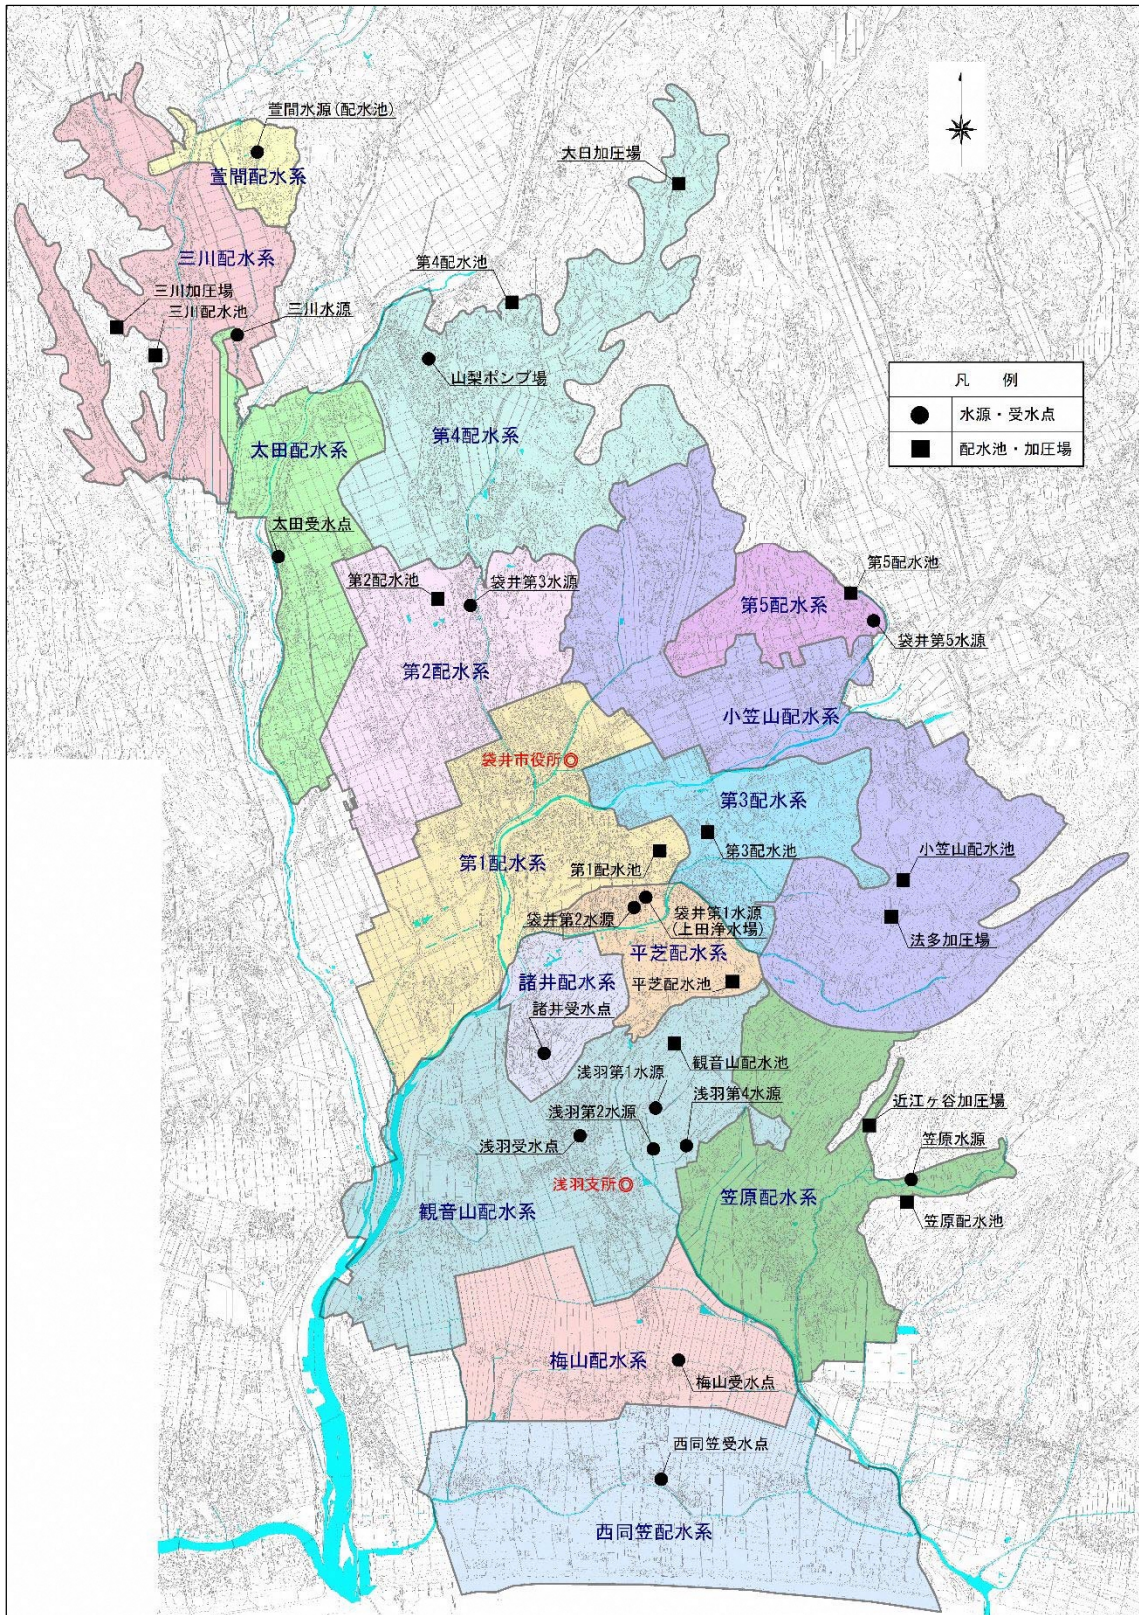 萱間水源(配水池)
萱間配水系
大日加圧場
三川配水系
第4配水池
三川加圧場
三川配水池
三川水源
山梨ポンプ場
凡 例
水源・受水点
配水池・加圧場
第4配水系
太田配水系
太田受水点
第2配水池
袋井第3水源
第5配水池
第5配水系
袋井第5水源
第2配水系
小笠山配水系
袋井市役所
第3配水系
第1配水系
第1配水池
第3配水池
小笠山配水池
袋井第2水源
袋井第1水源
(上田浄水場)
法多加圧場
平芝配水系
諸井配水系
平芝配水池
諸井受水点
観音山配水池
浅羽第1水源
浅羽第4水源
近江ヶ谷加圧場
浅羽第2水源
浅羽受水点
笠原水源
浅羽支所
笠原配水系
観音山配水系
笠原配水池
梅山配水系
梅山受水点
西同笠受水点
西同笠配水系